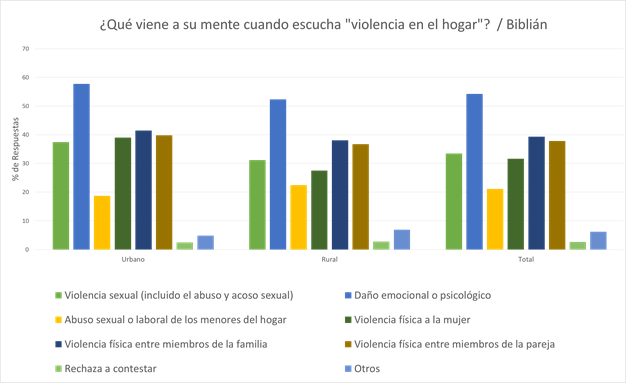 ¿Qué viene a su mente cuando escucha "violencia en el hogar"? / Biblián
70
60
50
40
30
20
10
0
% de Respuestas
Urbano
Rural
Total
Violencia sexual (incluido el abuso y acoso sexual)
Daño emocional o psicológico
Abuso sexual o laboral de los menores del hogar
Violencia física a la mujer
Violencia física entre miembros de la familia
Violencia física entre miembros de la pareja
Rechaza a contestar
Otros